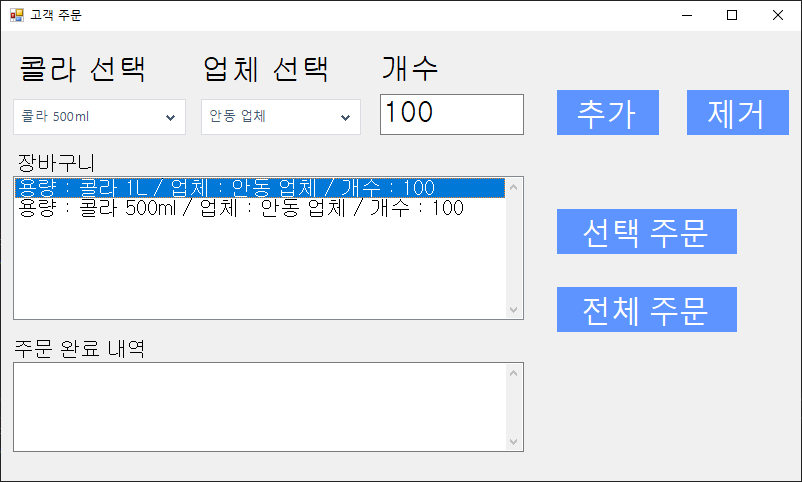 고객 주문
콜라 선택 업체 선택 개수
콜라 500ml 안동 업체 100 추가 제거
장바구니
용량 : 콜라 1L / 업체 : 안동 업체 / 개수 : 100
용량 : 콜라 500ml / 업체 : 안동 업체 / 개수 : 100
선택 주문
전체 주문
주문 완료 내역